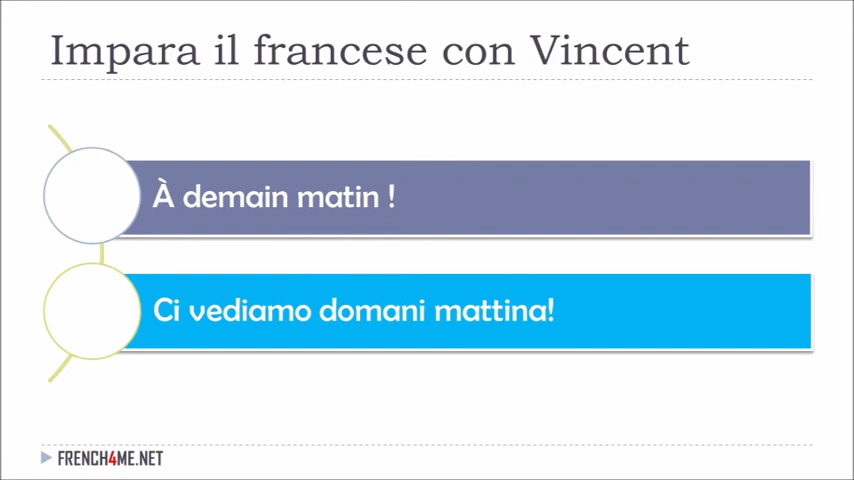 Impara il francese con Vincent
À demain matin !
Ci vediamo domani mattina!
FRENCH4ME.NET